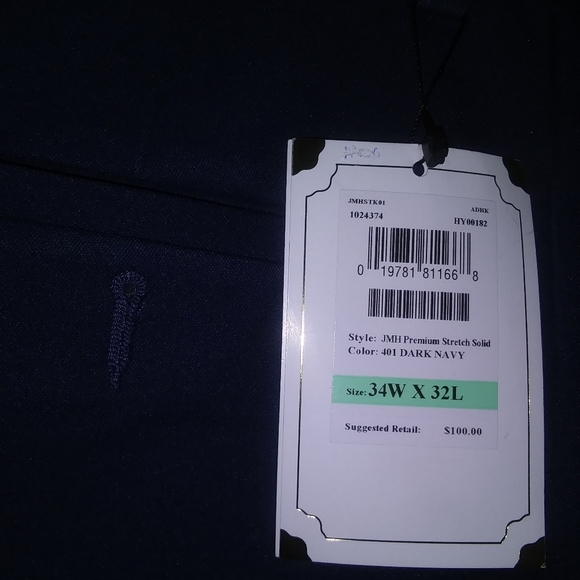 JMHSTK01 ADHK
1024374 HY00182
0 19781 81166 8
Style: JMH Premium Stretch Solid
Color: 401 DARK NAVY
Size: 34W X 32L
Suggested Retail: $100.00